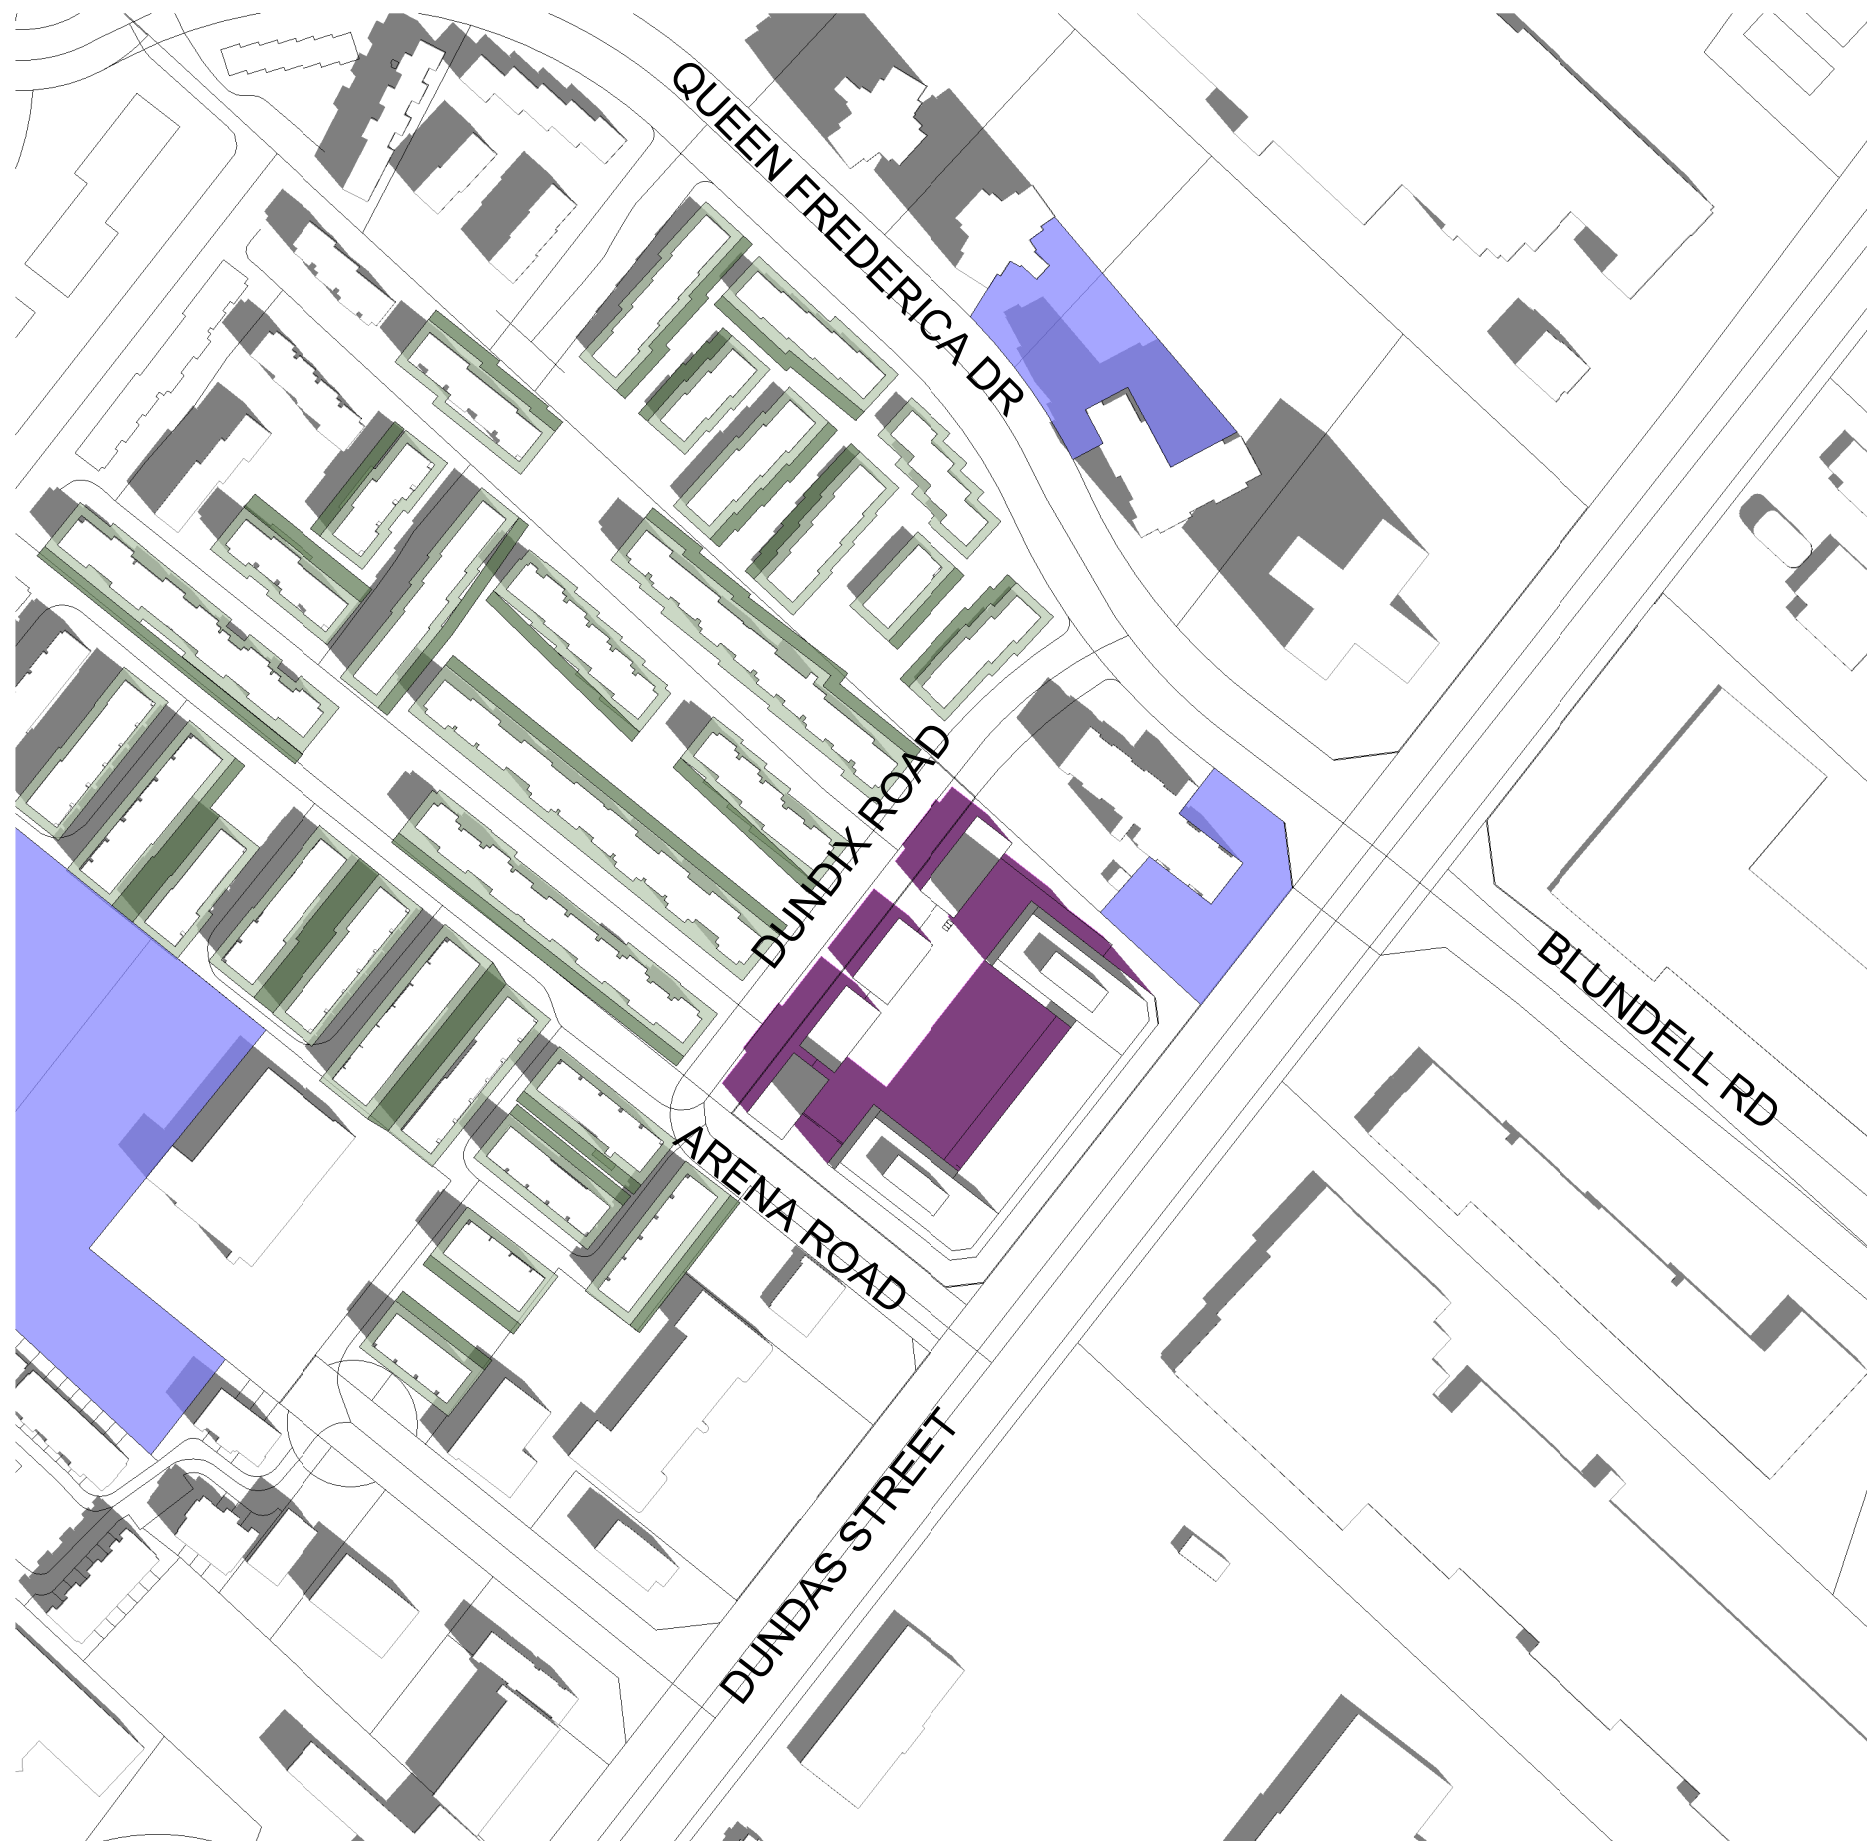 QUEEN FREDERICA DR
DUNDIX ROAD
BLUNDELL RD
ARENA ROAD
DUNDAS STREET